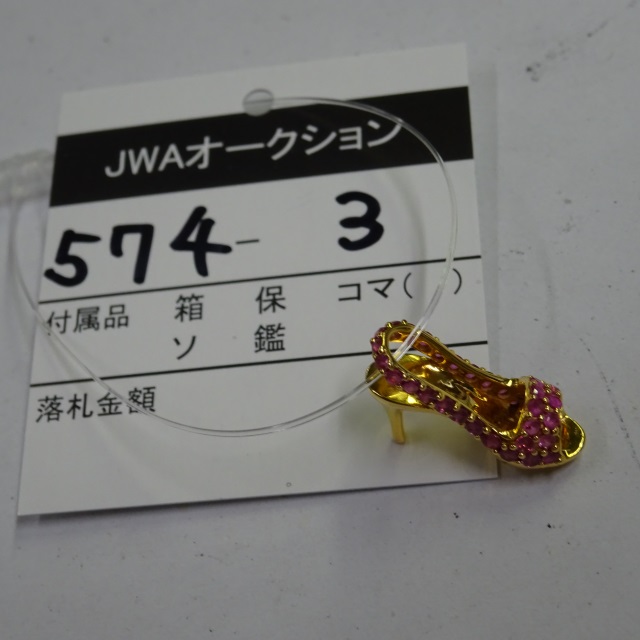 JWAオークション
574-3
付属品 箱 保 コマ( )
ソ 鑑
落札金額